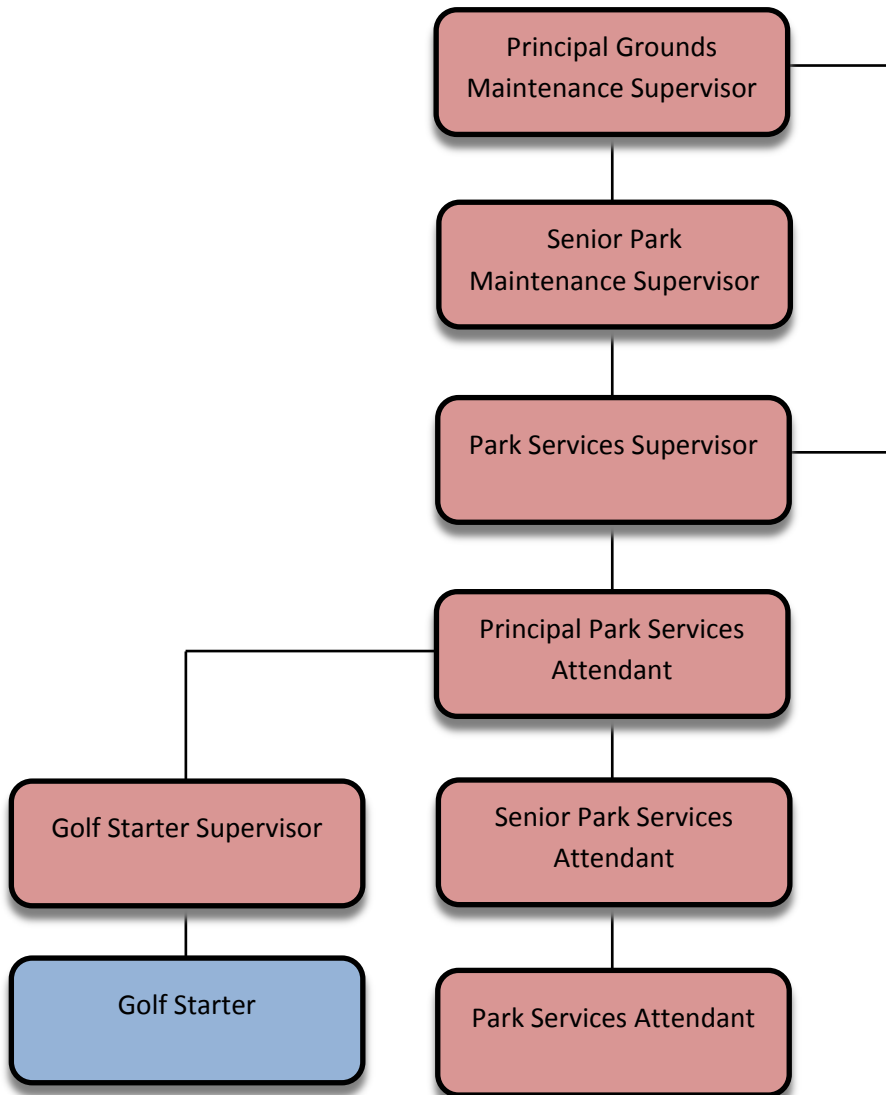 Principal Grounds
Maintenance Supervisor
Senior Park
Maintenance Supervisor
Park Services Supervisor
Principal Park Services
Attendant
Golf Starter Supervisor
Senior Park Services
Attendant
Golf Starter
Park Services Attendant